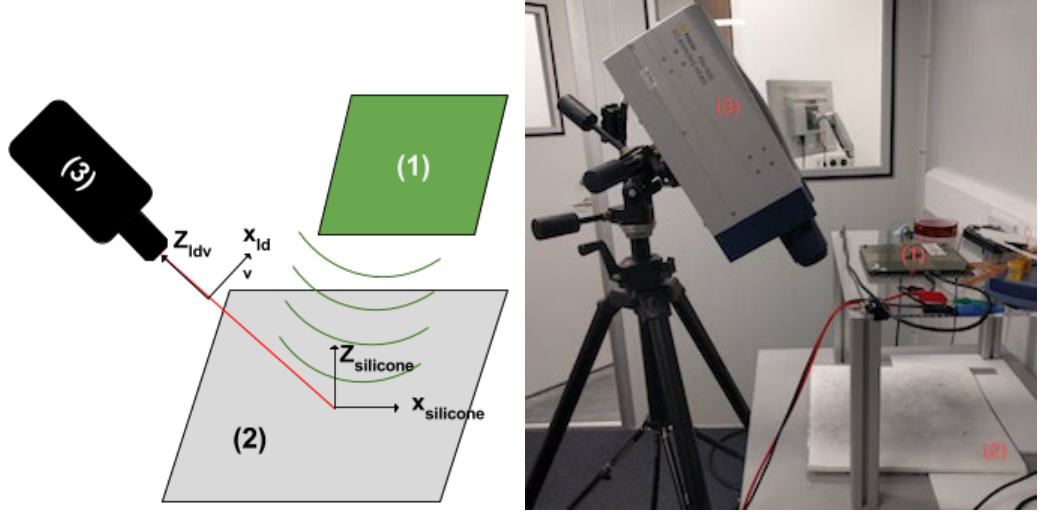 (1)
(3)
Z_ldv
x_ld
v
Z_silicone
x_silicone
(2)
(3)
(1)
(2)